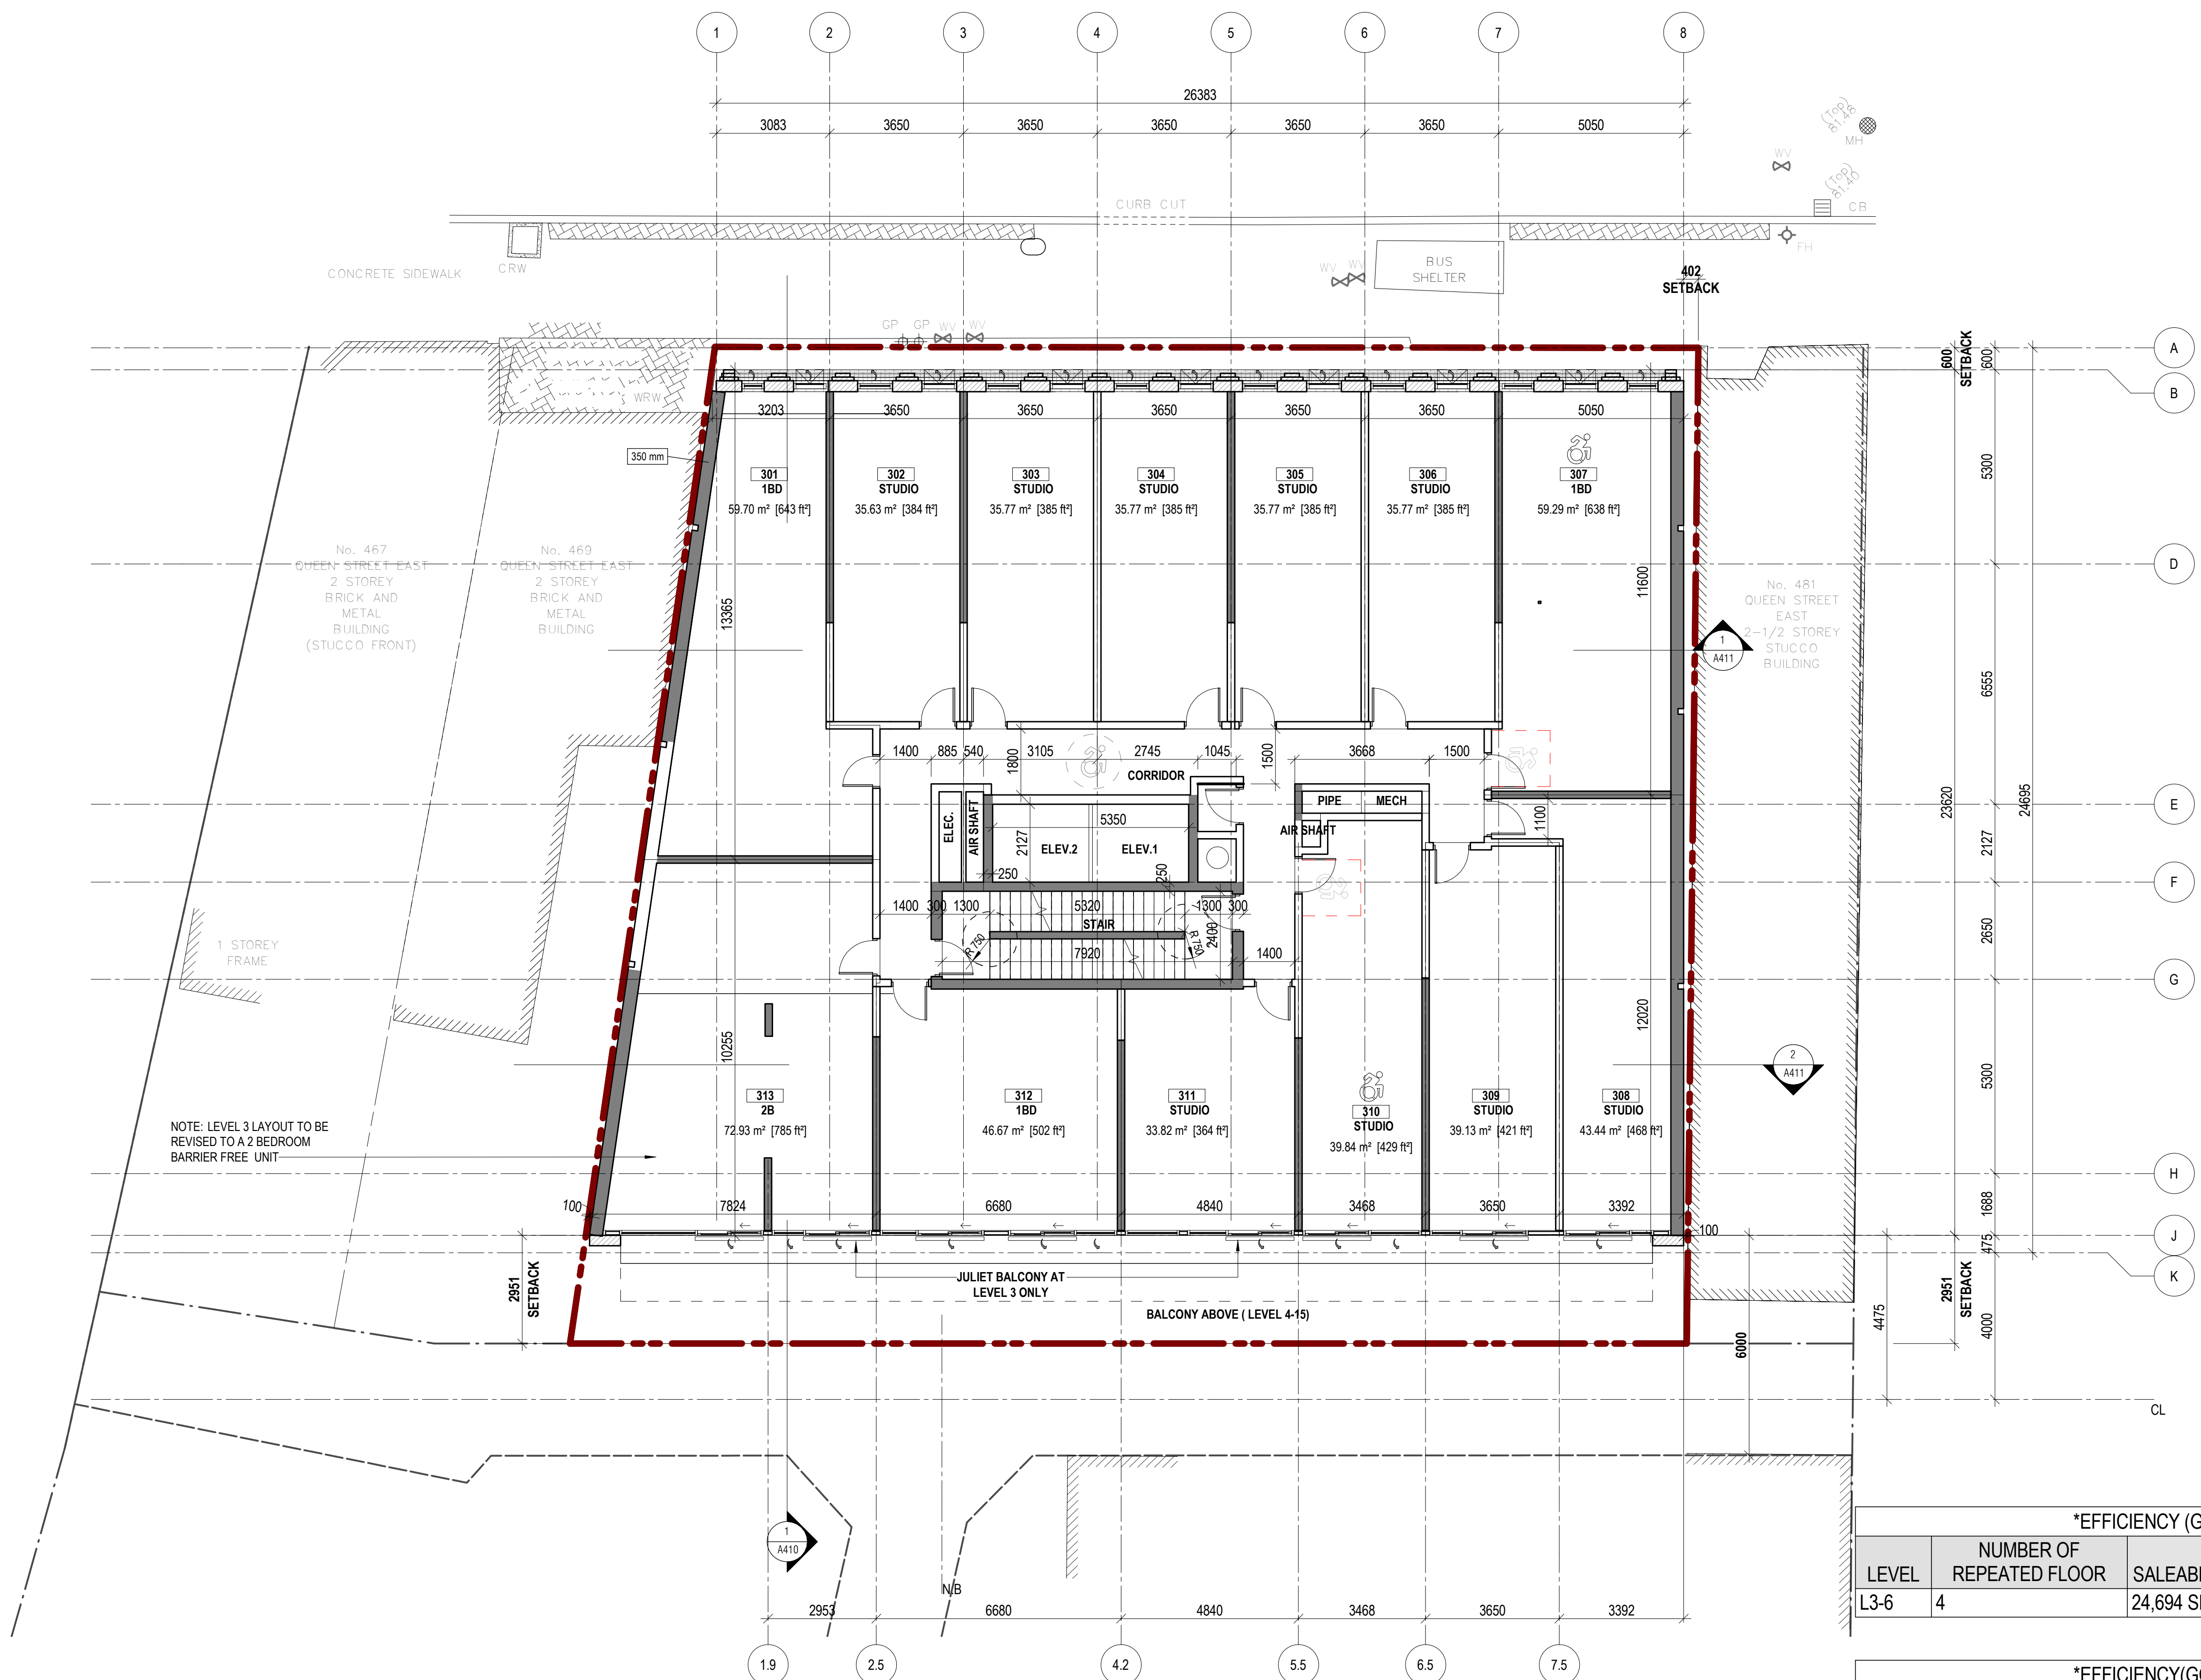 1
2
3
4
5
6
7
8
26383
3083
3650
3650
3650
3650
3650
5050
(Top)
81.48
MH
WV
(Top)
81.40
CB
FH
CURB CUT
CONCRETE SIDEWALK
CRW
WV
WV
BUS
SHELTER
402
SETBACK
GP
GP
WV
WV
WRW
600
SETBACK
600
A
B
3203
3650
3650
3650
3650
3650
5050
350 mm
301
1BD
59.70 m² [643 ft²]
302
STUDIO
35.63 m² [384 ft²]
303
STUDIO
35.77 m² [385 ft²]
304
STUDIO
35.77 m² [385 ft²]
305
STUDIO
35.77 m² [385 ft²]
306
STUDIO
35.77 m² [385 ft²]
307
1BD
59.29 m² [638 ft²]
5300
No. 467
QUEEN STREET EAST
2 STOREY
BRICK AND
METAL
BUILDING
(STUCCO FRONT)
No. 469
QUEEN STREET EAST
2 STOREY
BRICK AND
METAL
BUILDING
13365
11600
No. 481
QUEEN STREET
EAST
2-1/2 STOREY
STUCCO
BUILDING
1
A411
D
6555
23620
24695
1400
885
540
3105
2745
1045
1500
3668
1500
1800
CORRIDOR
ELEC.
AIR SHAFT
5350
2127
ELEV.2
ELEV.1
PIPE
MECH
AIR SHAFT
1100
250
250
E
2127
F
1400
300
1300
5320
1300
300
STAIR
2400
R 750
R 750
7920
1400
2650
G
1 STOREY
FRAME
10255
12020
2
A411
5300
313
2B
72.93 m² [785 ft²]
312
1BD
46.67 m² [502 ft²]
311
STUDIO
33.82 m² [364 ft²]
310
STUDIO
39.84 m² [429 ft²]
309
STUDIO
39.13 m² [421 ft²]
308
STUDIO
43.44 m² [468 ft²]
NOTE: LEVEL 3 LAYOUT TO BE
REVISED TO A 2 BEDROOM
BARRIER FREE UNIT
H
1688
100
7824
6680
4840
3468
3650
3392
100
J
475
K
2951
SETBACK
JULIET BALCONY AT
LEVEL 3 ONLY
BALCONY ABOVE ( LEVEL 4-15)
2951
SETBACK
4475
4000
6000
CL
1
A410
N/B
2953
6680
4840
3468
3650
3392
1.9
2.5
4.2
5.5
6.5
7.5
*EFFICIENCY (G
LEVEL
NUMBER OF
REPEATED FLOOR
SALEAB
L3-6
4
24,694 S
*EFFICIENCY(G